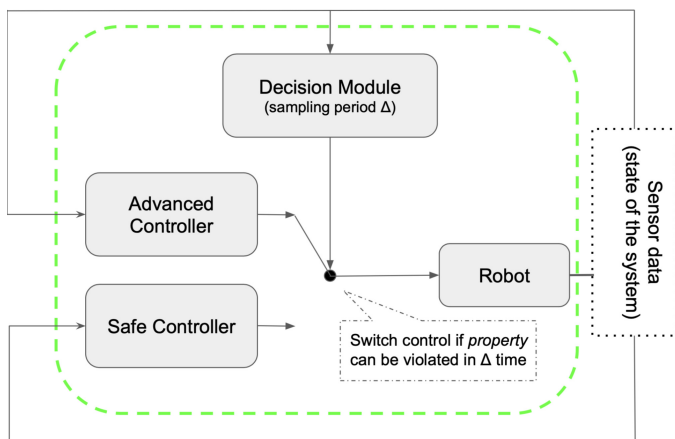 Decision Module
(sampling period Δ)
Advanced
Controller
Safe Controller
Robot
Switch control if property
can be violated in Δ time
Sensor data
(state of the system)